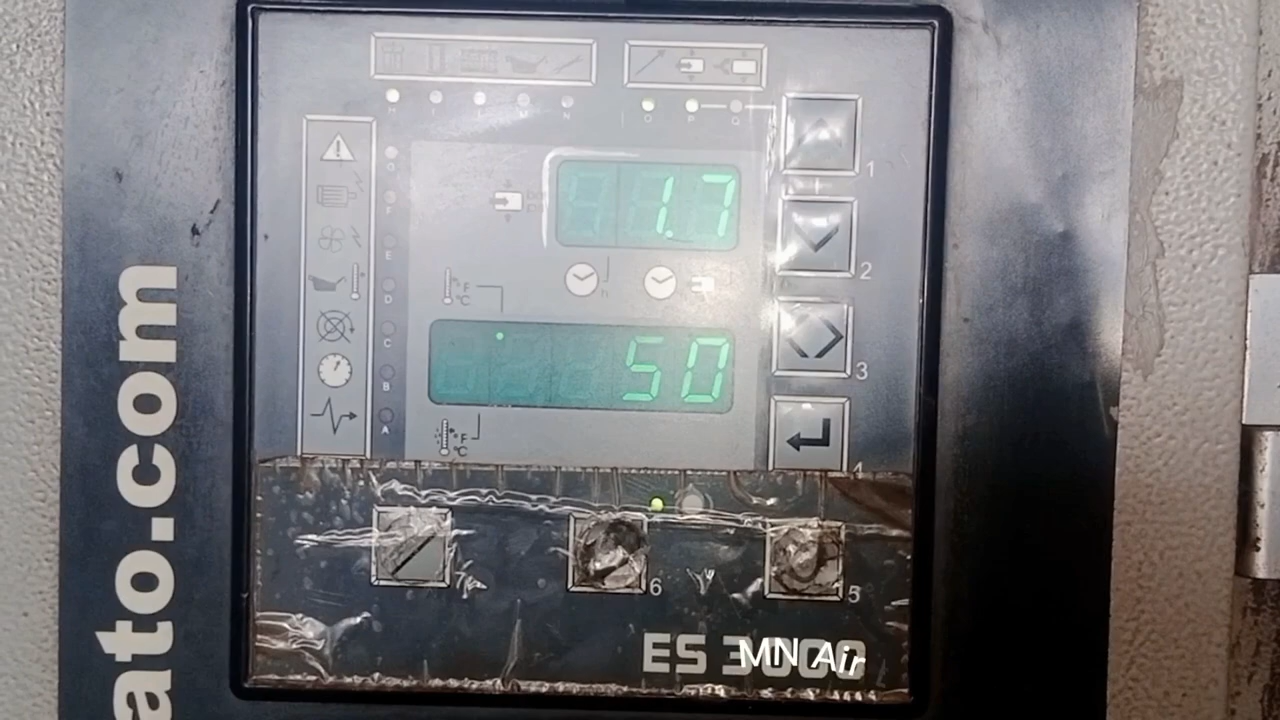 H I L M N
O P Q
1
1.7
G
F
E
2
D
h
°F
°C
C
3
50
B
A
°F
°C
4
7 6 5
ES 3000
MN Air
ato.com